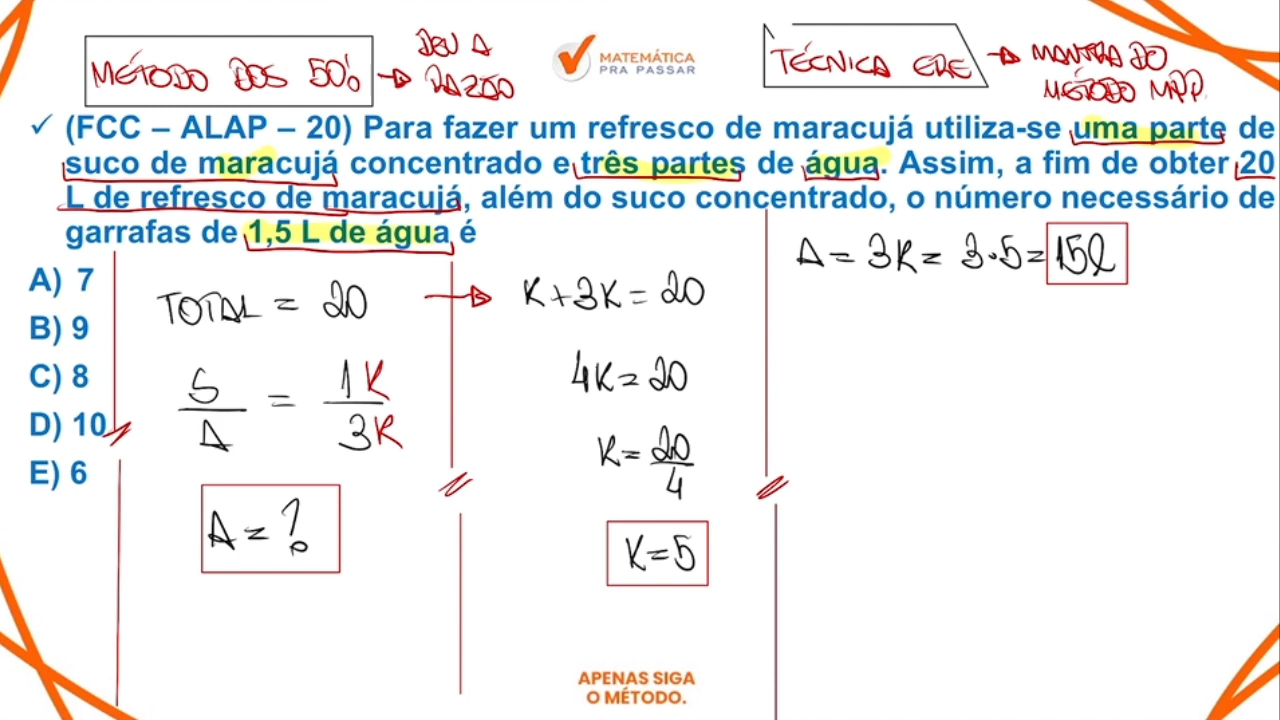 MÉTODO DOS 50%
DEU A
RAZÃO
MATEMÁTICA
PRA PASSAR
TÉCNICA ERE
MANTRA DO
MÉTODO MPP.
✓ (FCC – ALAP – 20) Para fazer um refresco de maracujá utiliza-se uma parte de
suco de maracujá concentrado e três partes de água. Assim, a fim de obter 20
L de refresco de maracujá, além do suco concentrado, o número necessário de
garrafas de 1,5 L de água é
A) 7
B) 9
C) 8
D) 10
E) 6
TOTAL = 20
S/A = 1K/3K
A = ?
K+3K = 20
4K = 20
K = 20/4
K = 5
A = 3K = 3·5 = 15l
APENAS SIGA
O MÉTODO.